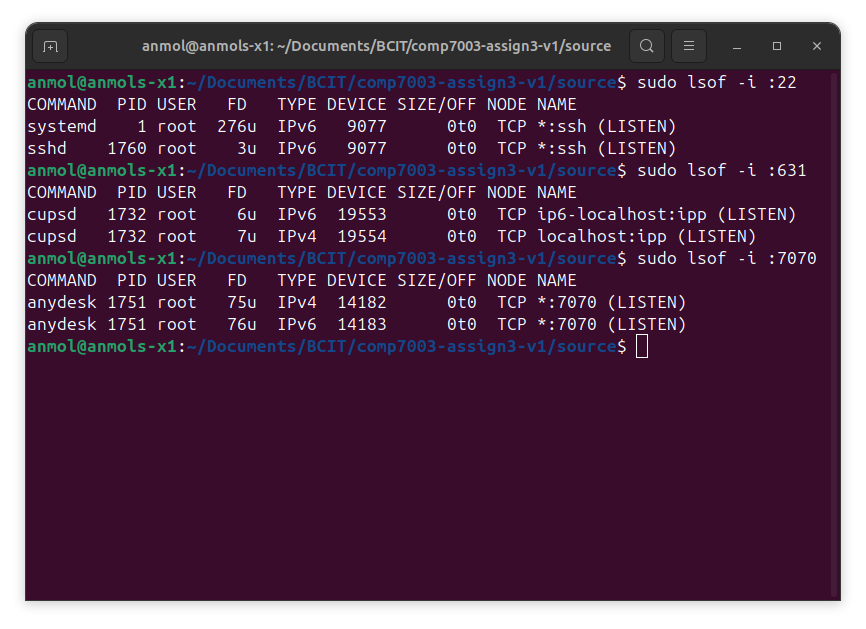 anmol@anmols-x1: ~/Documents/BCIT/comp7003-assign3-v1/source
anmol@anmols-x1:~/Documents/BCIT/comp7003-assign3-v1/source$ sudo lsof -i :22
COMMAND  PID USER   FD   TYPE DEVICE SIZE/OFF NODE NAME
systemd    1 root  276u  IPv6   9077      0t0  TCP *:ssh (LISTEN)
sshd    1760 root    3u  IPv6   9077      0t0  TCP *:ssh (LISTEN)
anmol@anmols-x1:~/Documents/BCIT/comp7003-assign3-v1/source$ sudo lsof -i :631
COMMAND  PID USER   FD   TYPE DEVICE SIZE/OFF NODE NAME
cupsd   1732 root    6u  IPv6  19553      0t0  TCP ip6-localhost:ipp (LISTEN)
cupsd   1732 root    7u  IPv4  19554      0t0  TCP localhost:ipp (LISTEN)
anmol@anmols-x1:~/Documents/BCIT/comp7003-assign3-v1/source$ sudo lsof -i :7070
COMMAND  PID USER   FD   TYPE DEVICE SIZE/OFF NODE NAME
anydesk 1751 root   75u  IPv4  14182      0t0  TCP *:7070 (LISTEN)
anydesk 1751 root   76u  IPv6  14183      0t0  TCP *:7070 (LISTEN)
anmol@anmols-x1:~/Documents/BCIT/comp7003-assign3-v1/source$